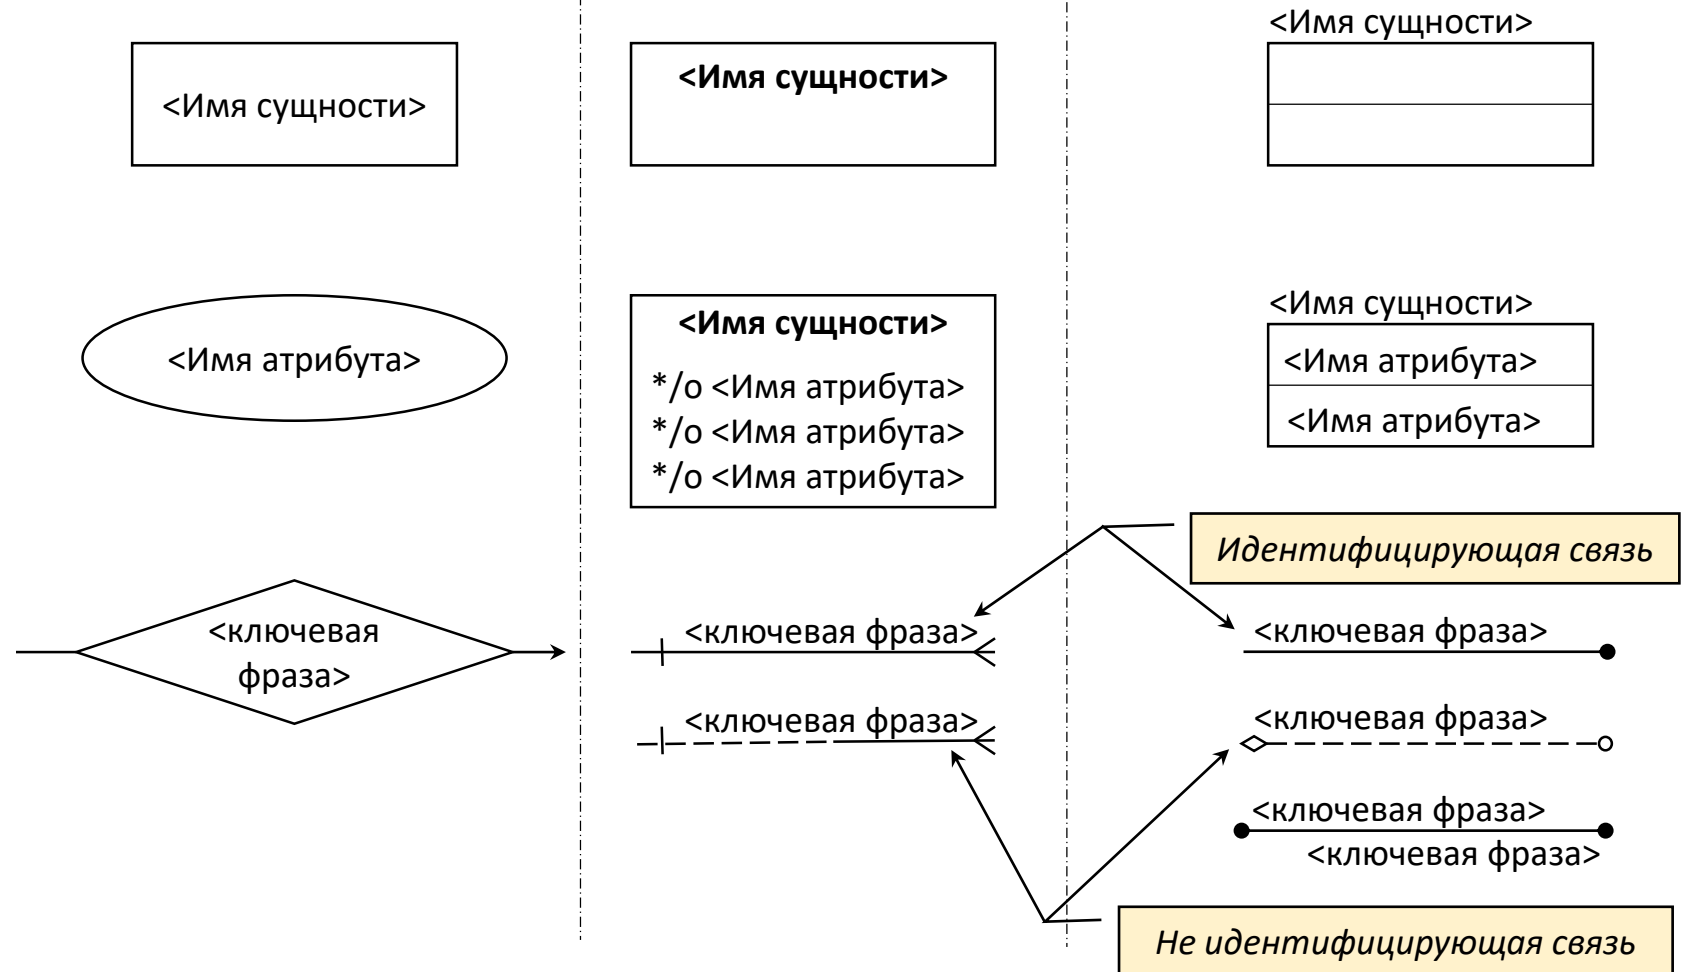 <Имя сущности>
<Имя сущности>
<Имя сущности>
<Имя атрибута>
<Имя сущности>
*/о <Имя атрибута>
*/о <Имя атрибута>
*/о <Имя атрибута>
<Имя сущности>
<Имя атрибута>
<Имя атрибута>
Идентифицирующая связь
<ключевая
фраза>
<ключевая фраза>
<ключевая фраза>
<ключевая фраза>
<ключевая фраза>
<ключевая фраза>
<ключевая фраза>
Не идентифицирующая связь